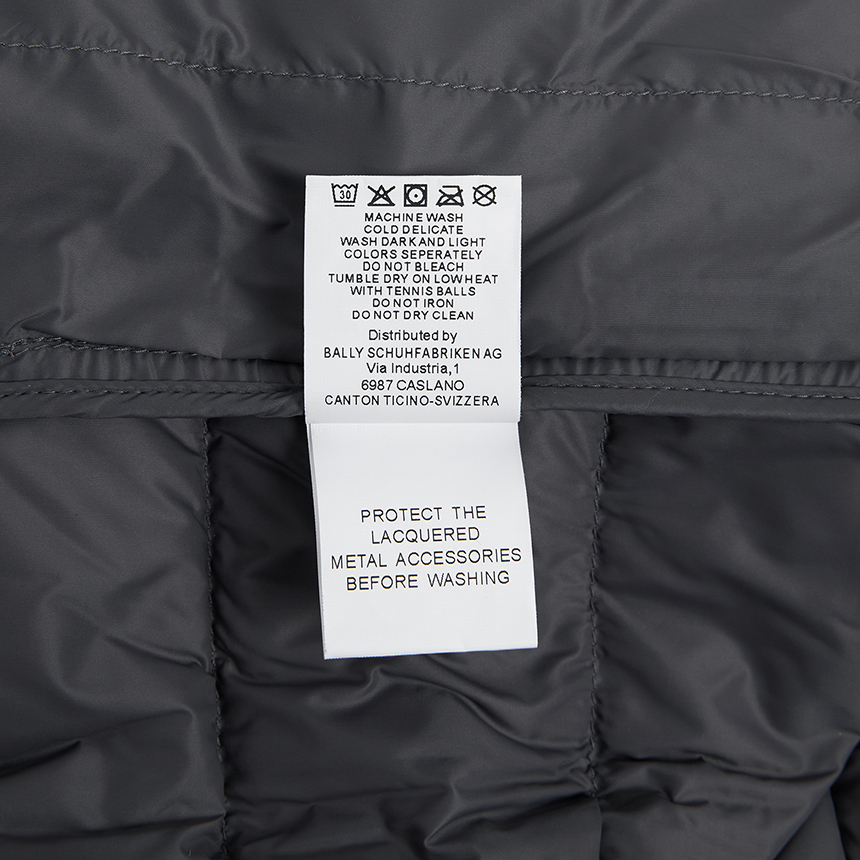 30
MACHINE WASH
COLD DELICATE
WASH DARK AND LIGHT
COLORS SEPERATELY
DO NOT BLEACH
TUMBLE DRY ON LOW HEAT
WITH TENNIS BALLS
DO NOT IRON
DO NOT DRY CLEAN
Distributed by
BALLY SCHUHFABRIKEN AG
Via Industria,1
6987 CASLANO
CANTON TICINO-SVIZZERA
PROTECT THE
LACQUERED
METAL ACCESSORIES
BEFORE WASHING